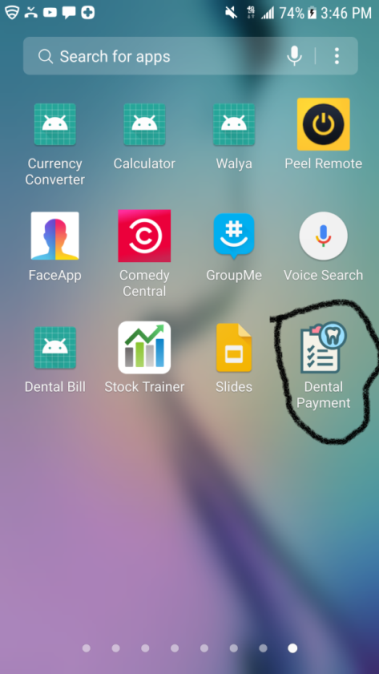 74% 3:46 PM
Search for apps
Currency
Converter
Calculator
Walya
Peel Remote
FaceApp
Comedy
Central
GroupMe
Voice Search
Dental Bill
Stock Trainer
Slides
Dental
Payment